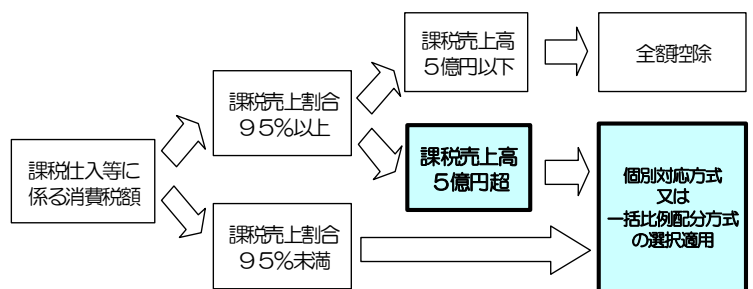 課税仕入等に
係る消費税額
課税売上割合
９５％以上
課税売上割合
９５％未満
課税売上高
５億円以下
課税売上高
５億円超
全額控除
個別対応方式
又は
一括比例配分方式
の選択適用